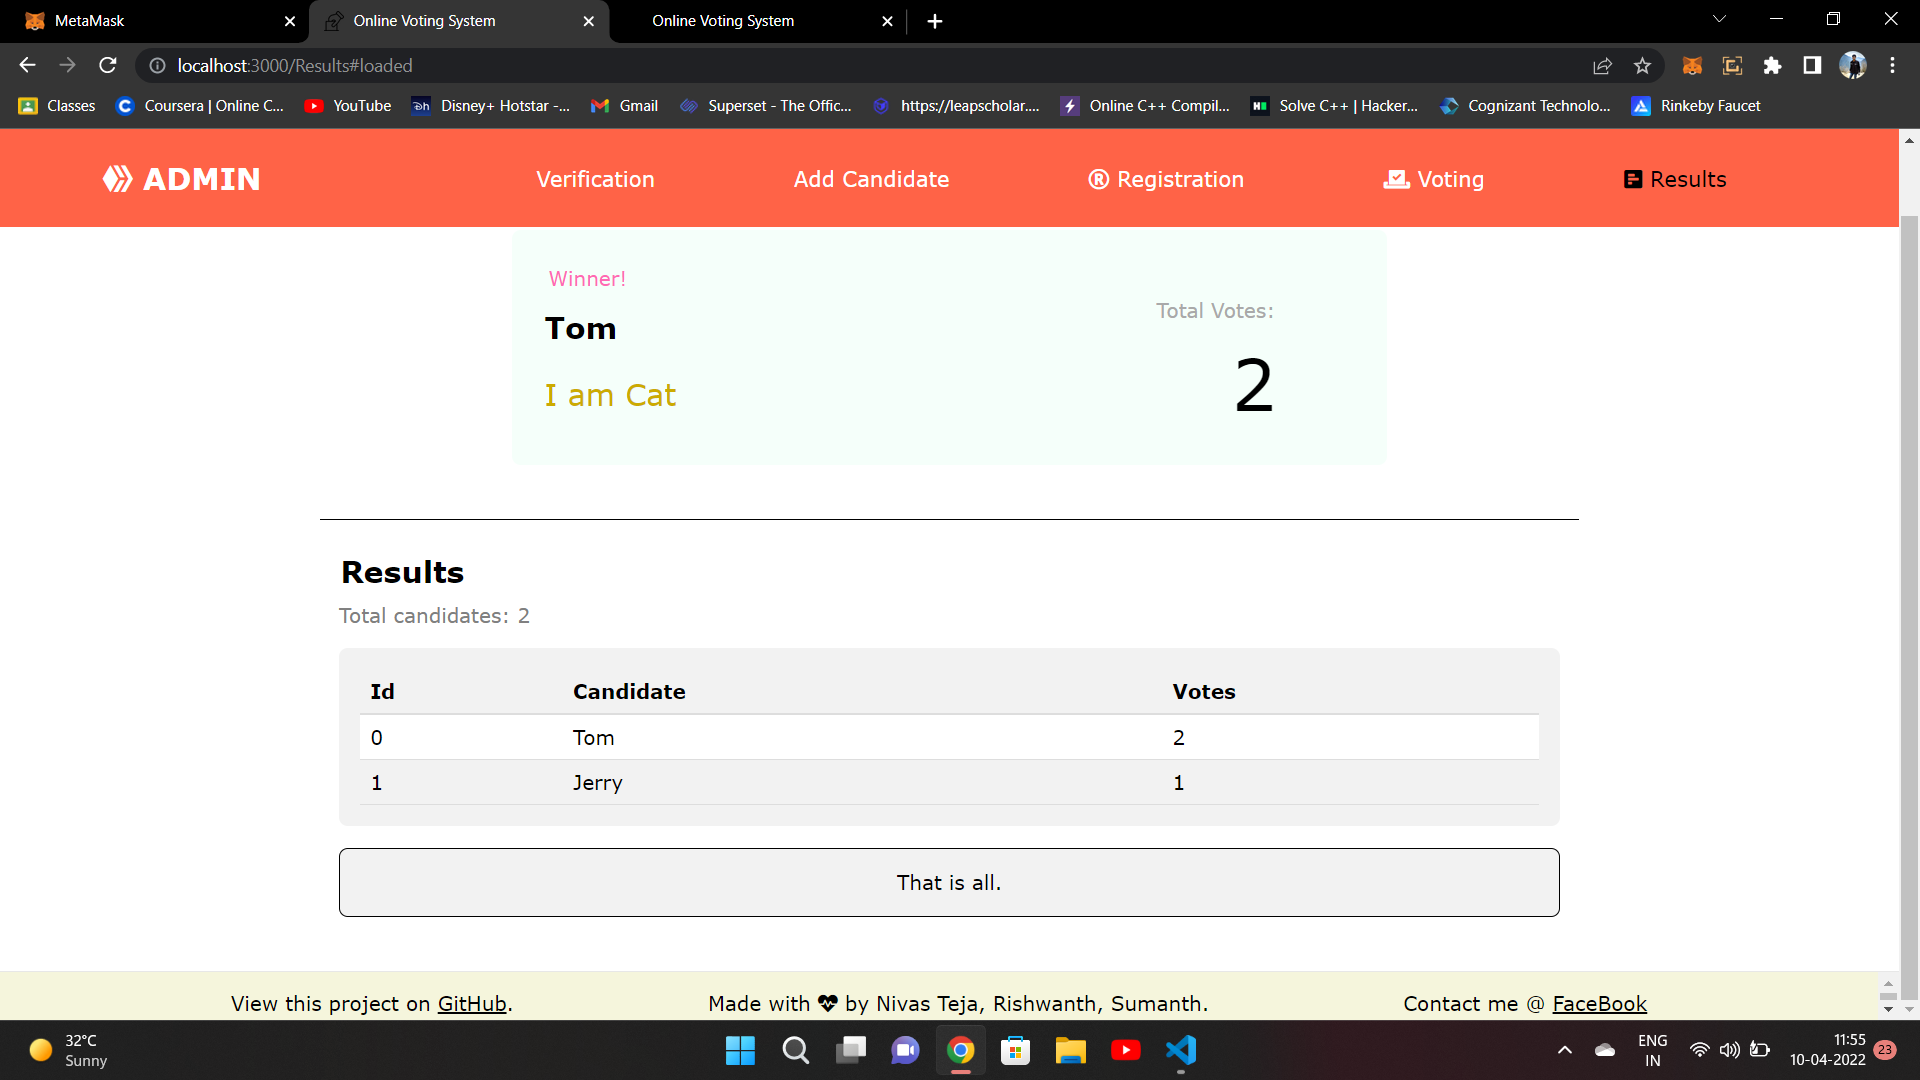 MetaMask
Online Voting System
Online Voting System
localhost:3000/Results#loaded
Classes
Coursera | Online C...
YouTube
Disney+ Hotstar -...
Gmail
Superset - The Offic...
https://leapscholar....
Online C++ Compil...
Solve C++ | Hacker...
Cognizant Technolo...
Rinkeby Faucet
ADMIN
Verification
Add Candidate
Registration
Voting
Results
Winner!
Tom
I am Cat
Total Votes:
2
Results
Total candidates: 2
Id Candidate Votes
0 Tom 2
1 Jerry 1
That is all.
View this project on GitHub.
Made with by Nivas Teja, Rishwanth, Sumanth.
Contact me @ FaceBook
32°C
Sunny
ENG
IN
11:55
10-04-2022
23